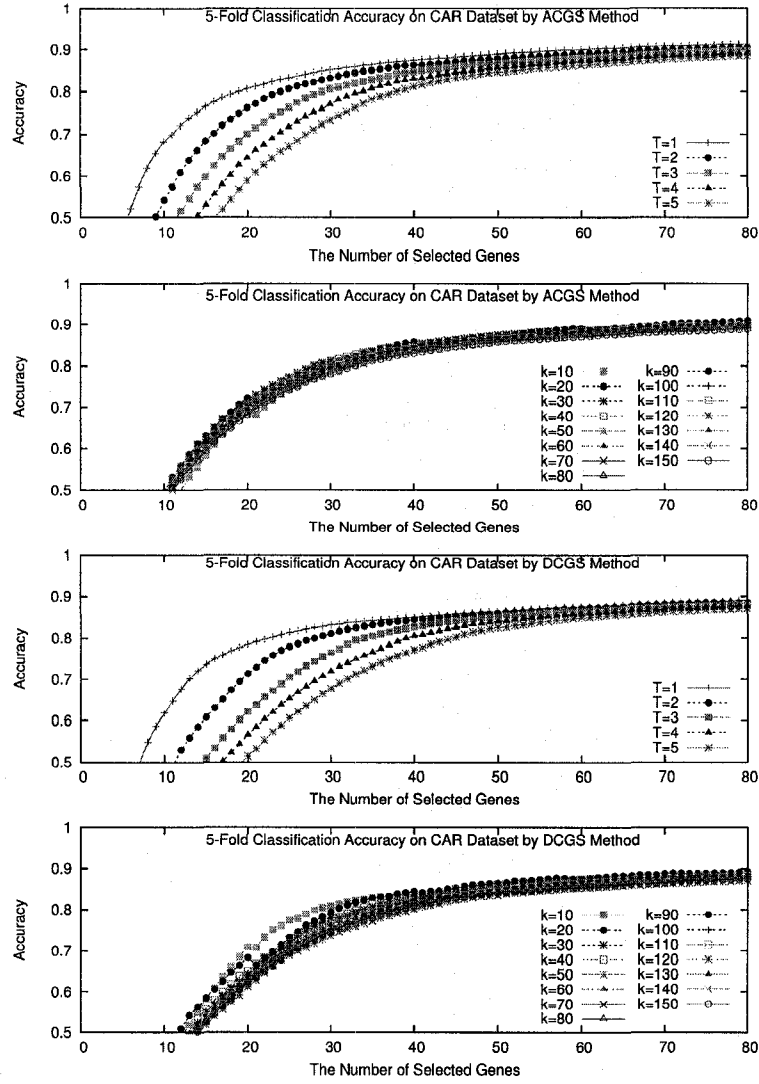 5-Fold Classification Accuracy on CAR Dataset by ACGS Method
1
0.9
0.8
0.7
0.6
0.5
Accuracy
T=1
T=2
T=3
T=4
T=5
0 10 20 30 40 50 60 70 80
The Number of Selected Genes
5-Fold Classification Accuracy on CAR Dataset by ACGS Method
1
0.9
0.8
0.7
0.6
0.5
Accuracy
k=10 k=90
k=20 k=100
k=30 k=110
k=40 k=120
k=50 k=130
k=60 k=140
k=70 k=150
k=80
0 10 20 30 40 50 60 70 80
The Number of Selected Genes
5-Fold Classification Accuracy on CAR Dataset by DCGS Method
1
0.9
0.8
0.7
0.6
0.5
Accuracy
T=1
T=2
T=3
T=4
T=5
0 10 20 30 40 50 60 70 80
The Number of Selected Genes
5-Fold Classification Accuracy on CAR Dataset by DCGS Method
1
0.9
0.8
0.7
0.6
0.5
Accuracy
k=10 k=90
k=20 k=100
k=30 k=110
k=40 k=120
k=50 k=130
k=60 k=140
k=70 k=150
k=80
0 10 20 30 40 50 60 70 80
The Number of Selected Genes